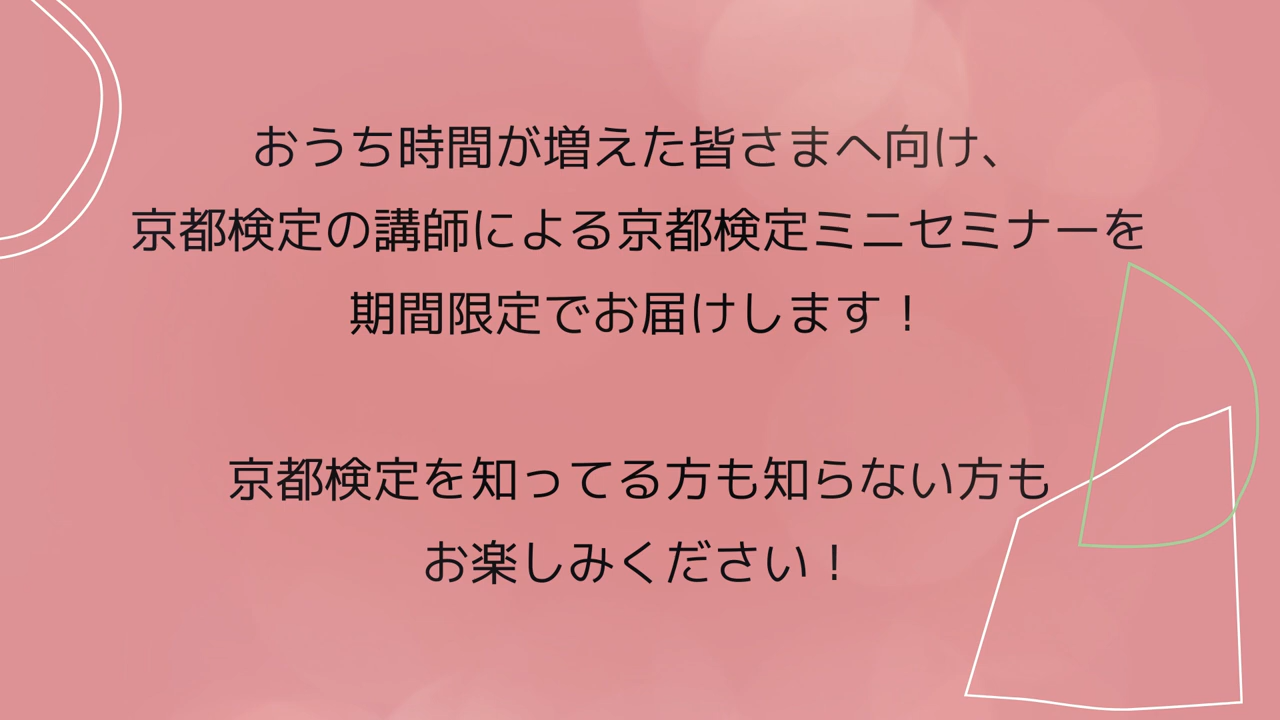 おうち時間が増えた皆さまへ向け、
京都検定の講師による京都検定ミニセミナーを
期間限定でお届けします！
京都検定を知ってる方も知らない方も
お楽しみください！